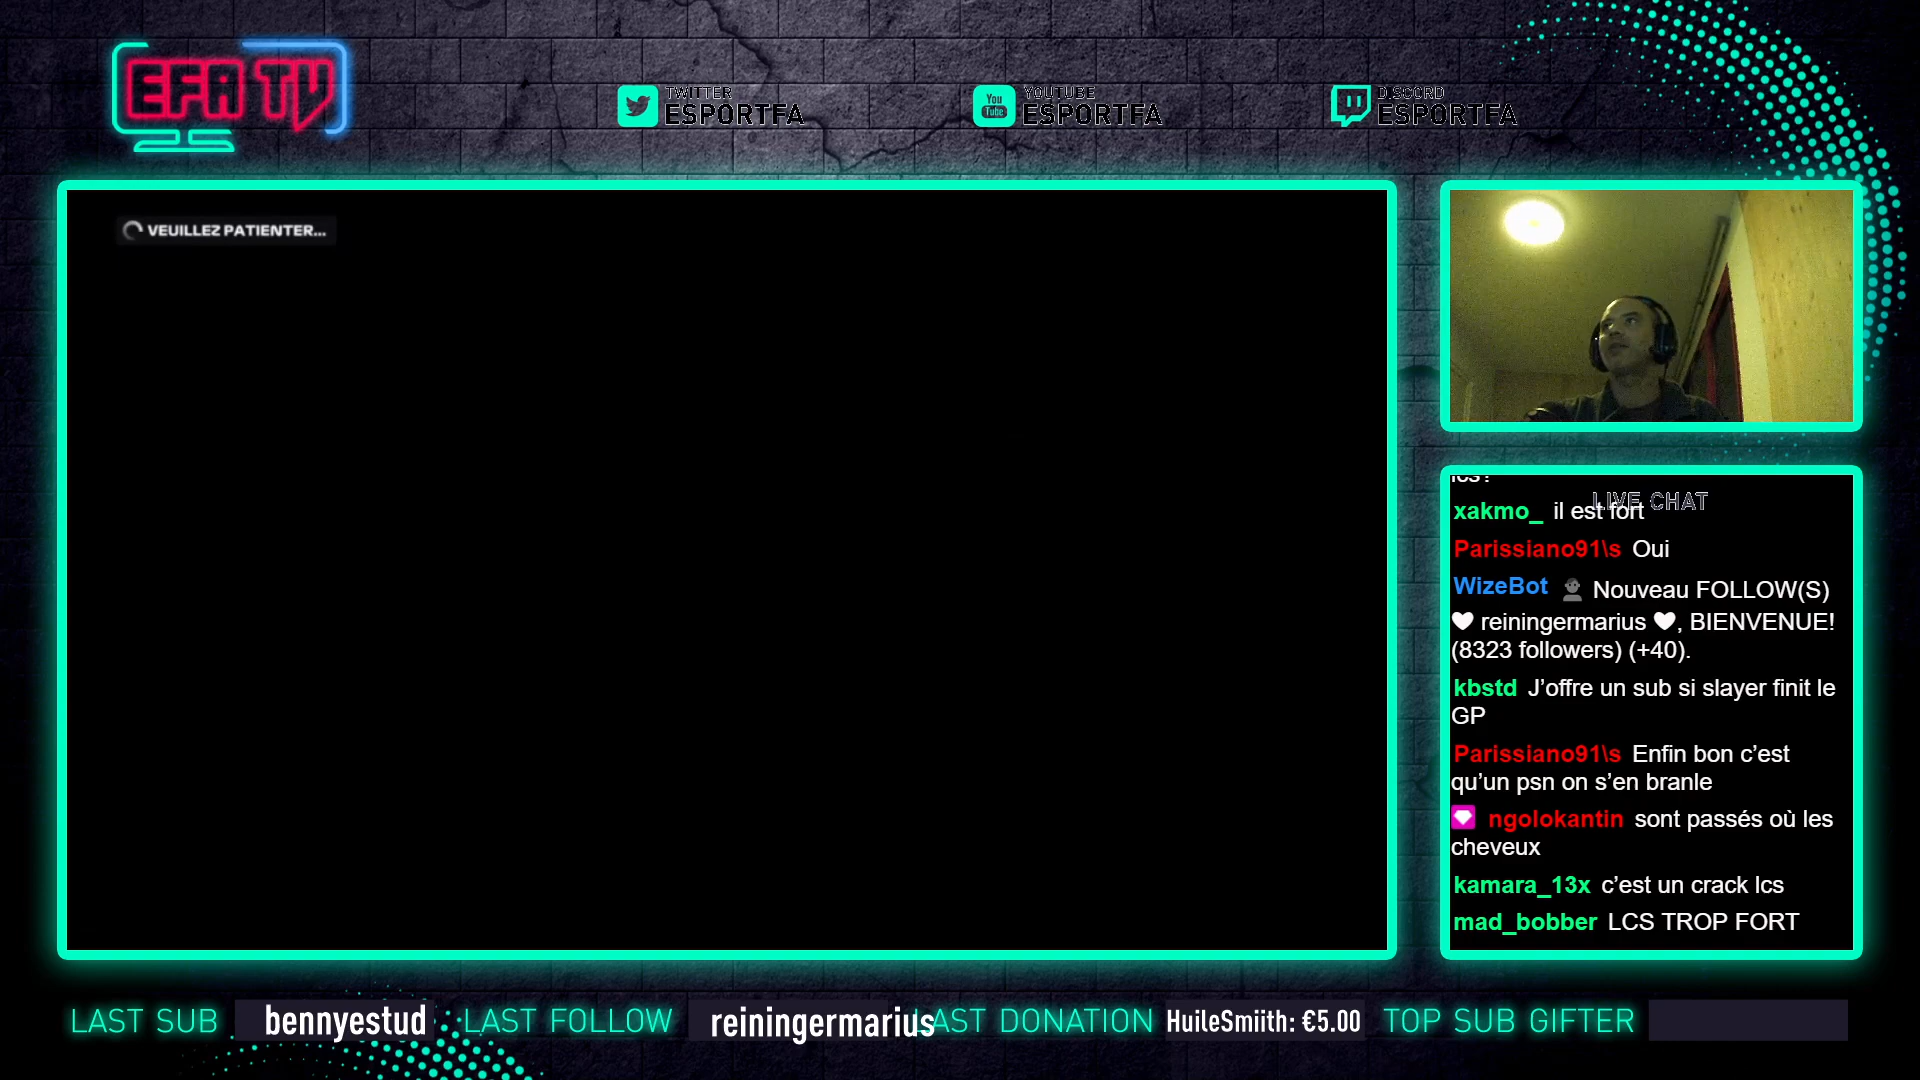 EFA TV
TWITTER
ESPORTFA
YOUTUBE
ESPORTFA
DISCORD
ESPORTFA
You
Tube
VEUILLEZ PATIENTER...
lcs?
LIVE CHAT
xakmo_ il est fort
Parissiano91\s Oui
WizeBot Nouveau FOLLOW(S)
🤍 reiningermarius 🤍, BIENVENUE!
(8323 followers) (+40).
kbstd J’offre un sub si slayer finit le
GP
Parissiano91\s Enfin bon c’est
qu’un psn on s’en branle
ngolokantin sont passés où les
cheveux
kamara_13x c’est un crack lcs
mad_bobber LCS TROP FORT
LAST SUB bennyestud LAST FOLLOW reiningermarius LAST DONATION HuileSmiith: €5.00 TOP SUB GIFTER